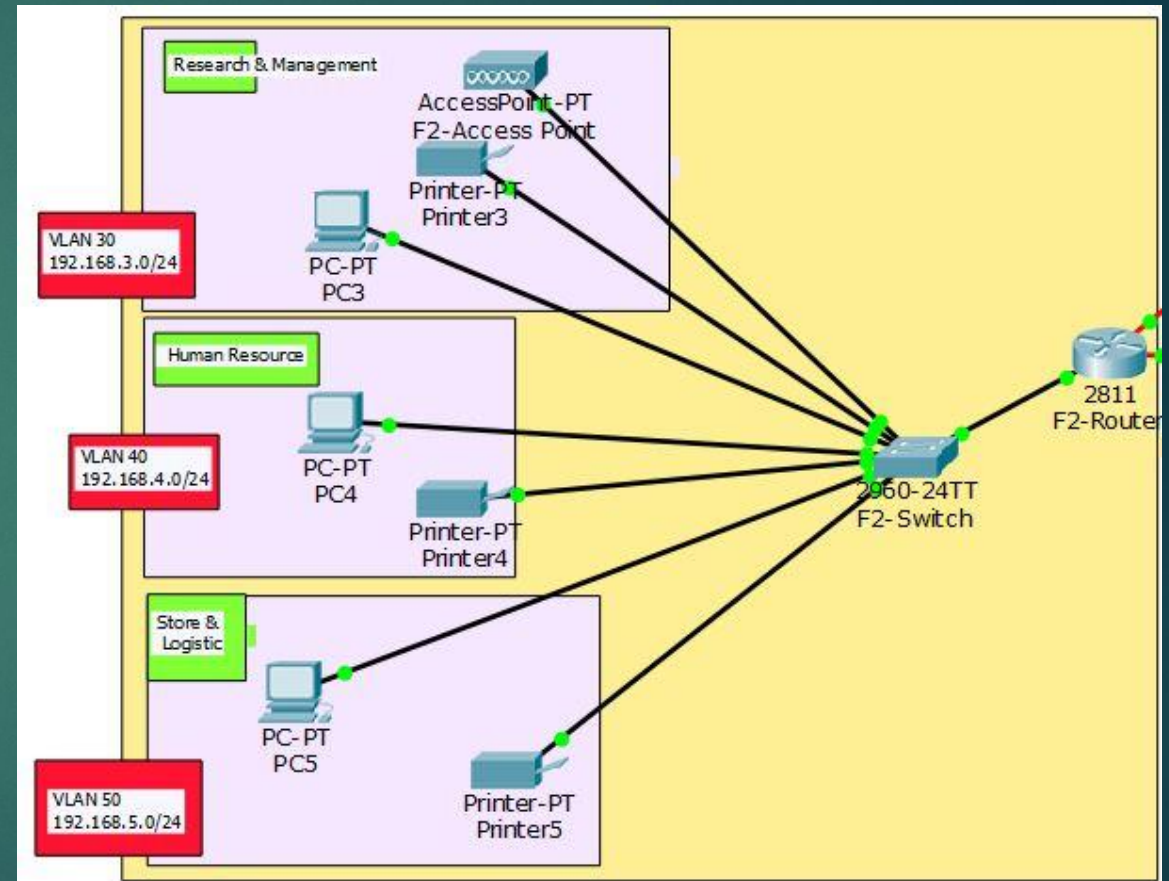 Research & Management
AccessPoint-PT
F2-Access Point
Printer-PT
Printer3
VLAN 30
192.168.3.0/24
PC-PT
PC3
Human Resource
2811
F2-Router
VLAN 40
192.168.4.0/24
PC-PT
PC4
2960-24TT
F2-Switch
Printer-PT
Printer4
Store &
Logistic
PC-PT
PC5
VLAN 50
192.168.5.0/24
Printer-PT
Printer5